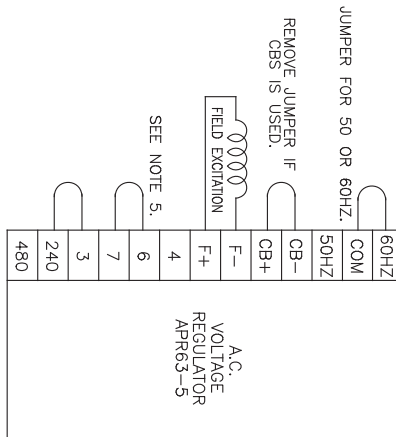 JUMPER FOR 50 OR 60HZ.
REMOVE JUMPER IF
CBS IS USED.
FIELD EXCITATION
SEE NOTE 5.
480
240
3
7
6
4
F+
F-
CB+
CB-
50HZ
COM
60HZ
A.C.
VOLTAGE
REGULATOR
APR63-5